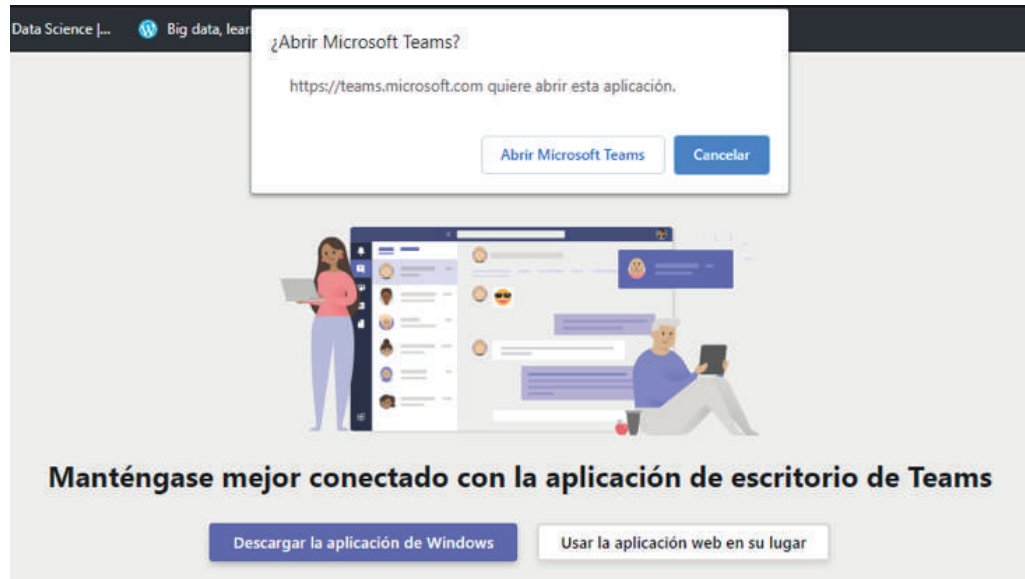 Data Science |...
Big data, lear
¿Abrir Microsoft Teams?
https://teams.microsoft.com quiere abrir esta aplicación.
Abrir Microsoft Teams
Cancelar
Manténgase mejor conectado con la aplicación de escritorio de Teams
Descargar la aplicación de Windows
Usar la aplicación web en su lugar